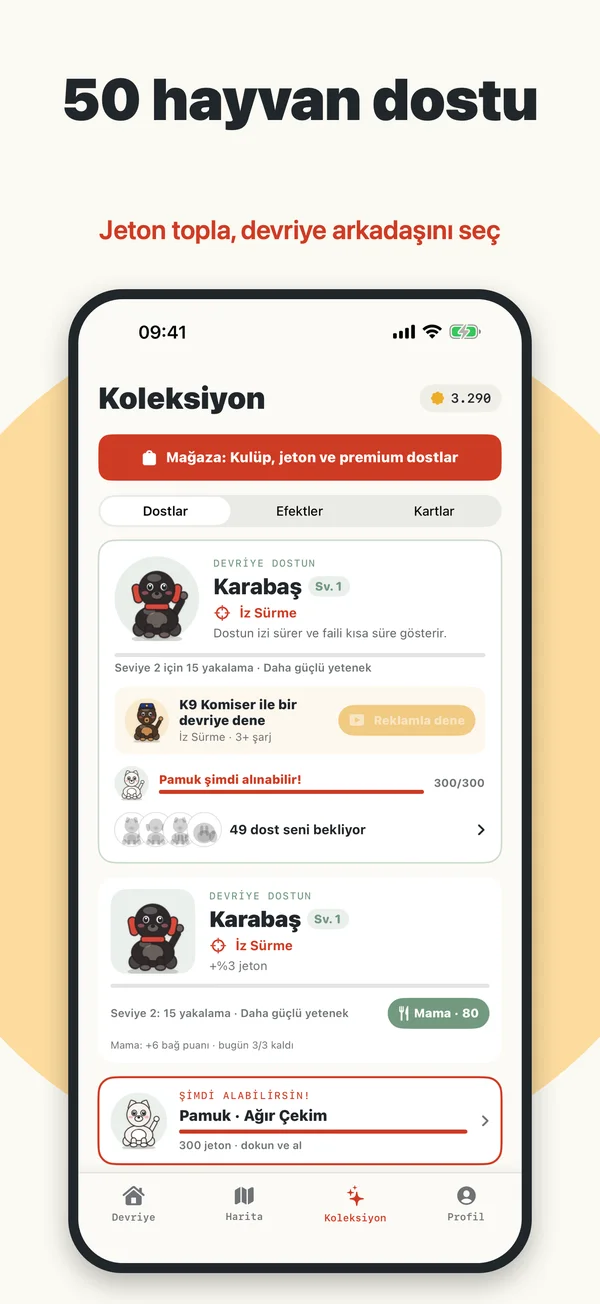 50 hayvan dostu
Jeton topla, devriye arkadaşını seç
09:41
Koleksiyon
3.290
Mağaza: Kulüp, jeton ve premium dostlar
Dostlar
Efektler
Kartlar
DEVRİYE DOSTUN
Karabaş Sv. 1
İz Sürme
Dostun izi sürer ve faili kısa süre gösterir.
Seviye 2 için 15 yakalama · Daha güçlü yetenek
K9 Komiser ile bir
devriye dene
İz Sürme · 3+ şarj
Reklamla dene
Pamuk şimdi alınabilir!
300/300
49 dost seni bekliyor
DEVRİYE DOSTUN
Karabaş Sv. 1
İz Sürme
+%3 jeton
Seviye 2: 15 yakalama · Daha güçlü yetenek
Mama · 80
Mama: +6 bağ puanı · bugün 3/3 kaldı
ŞİMDİ ALABİLİRSİN!
Pamuk · Ağır Çekim
300 jeton · dokun ve al
Devriye
Harita
Koleksiyon
Profil